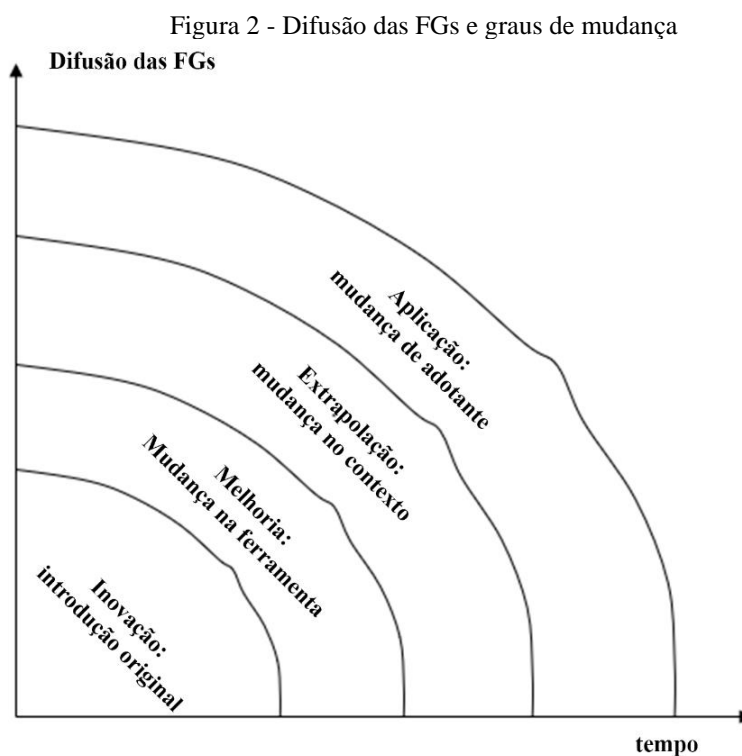 Figura 2 - Difusão das FGs e graus de mudança
Difusão das FGs
Aplicação:
mudança de adotante
Extrapolação:
mudança no contexto
Melhoria:
Mudança na ferramenta
Inovação:
introdução original
tempo